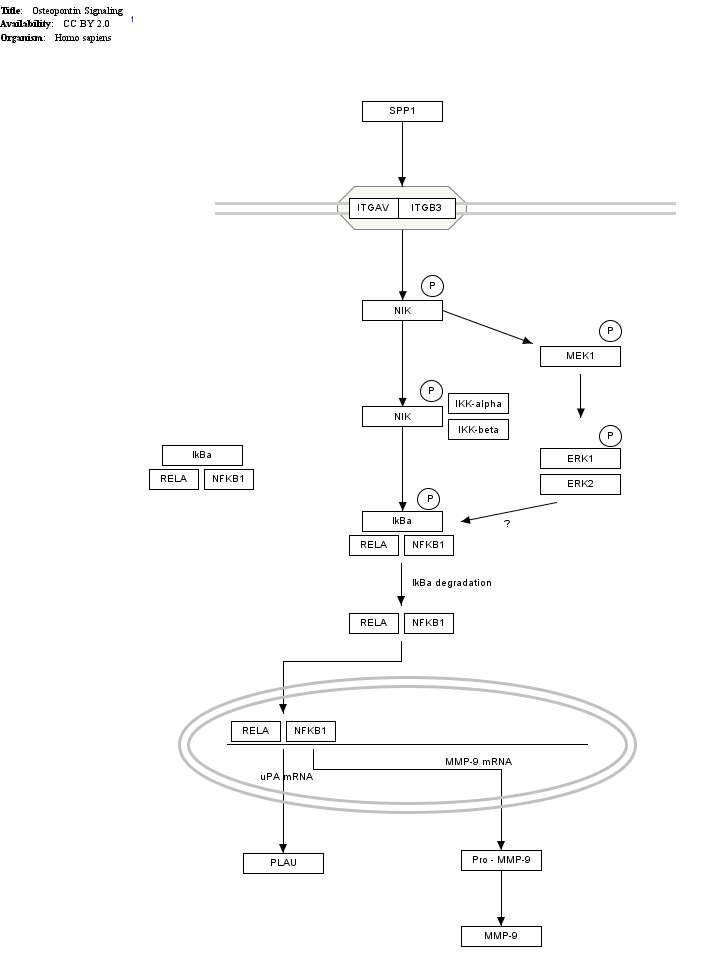 Title: Osteopontin Signaling
Availability: CC BY 2.0 1
Organism: Homo sapiens
SPP1
ITGAV ITGB3
P
NIK
P
MEK1
P
NIK
IKK-alpha
IKK-beta
P
ERK1
ERK2
IkBa
RELA NFKB1
P
IkBa
RELA NFKB1
?
IkBa degradation
RELA NFKB1
RELA NFKB1
MMP-9 mRNA
uPA mRNA
PLAU
Pro - MMP-9
MMP-9